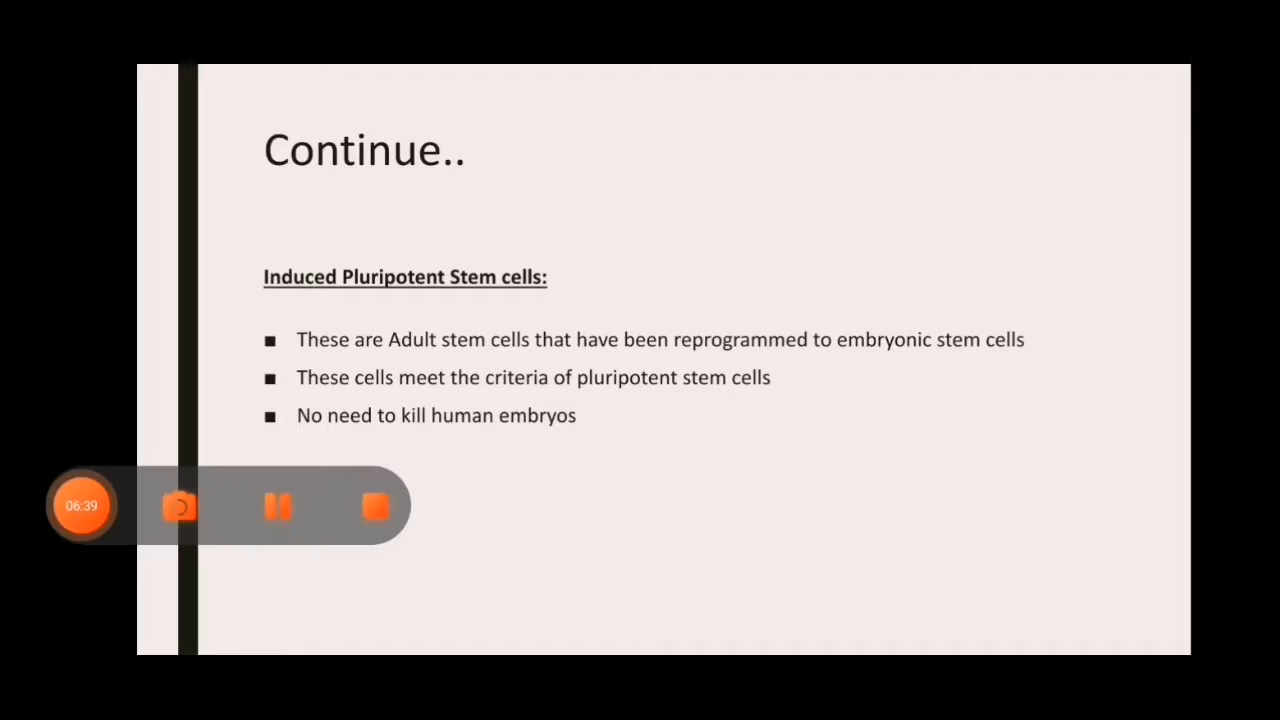 Continue..
Induced Pluripotent Stem cells:
■ These are Adult stem cells that have been reprogrammed to embryonic stem cells
■ These cells meet the criteria of pluripotent stem cells
■ No need to kill human embryos
06:39